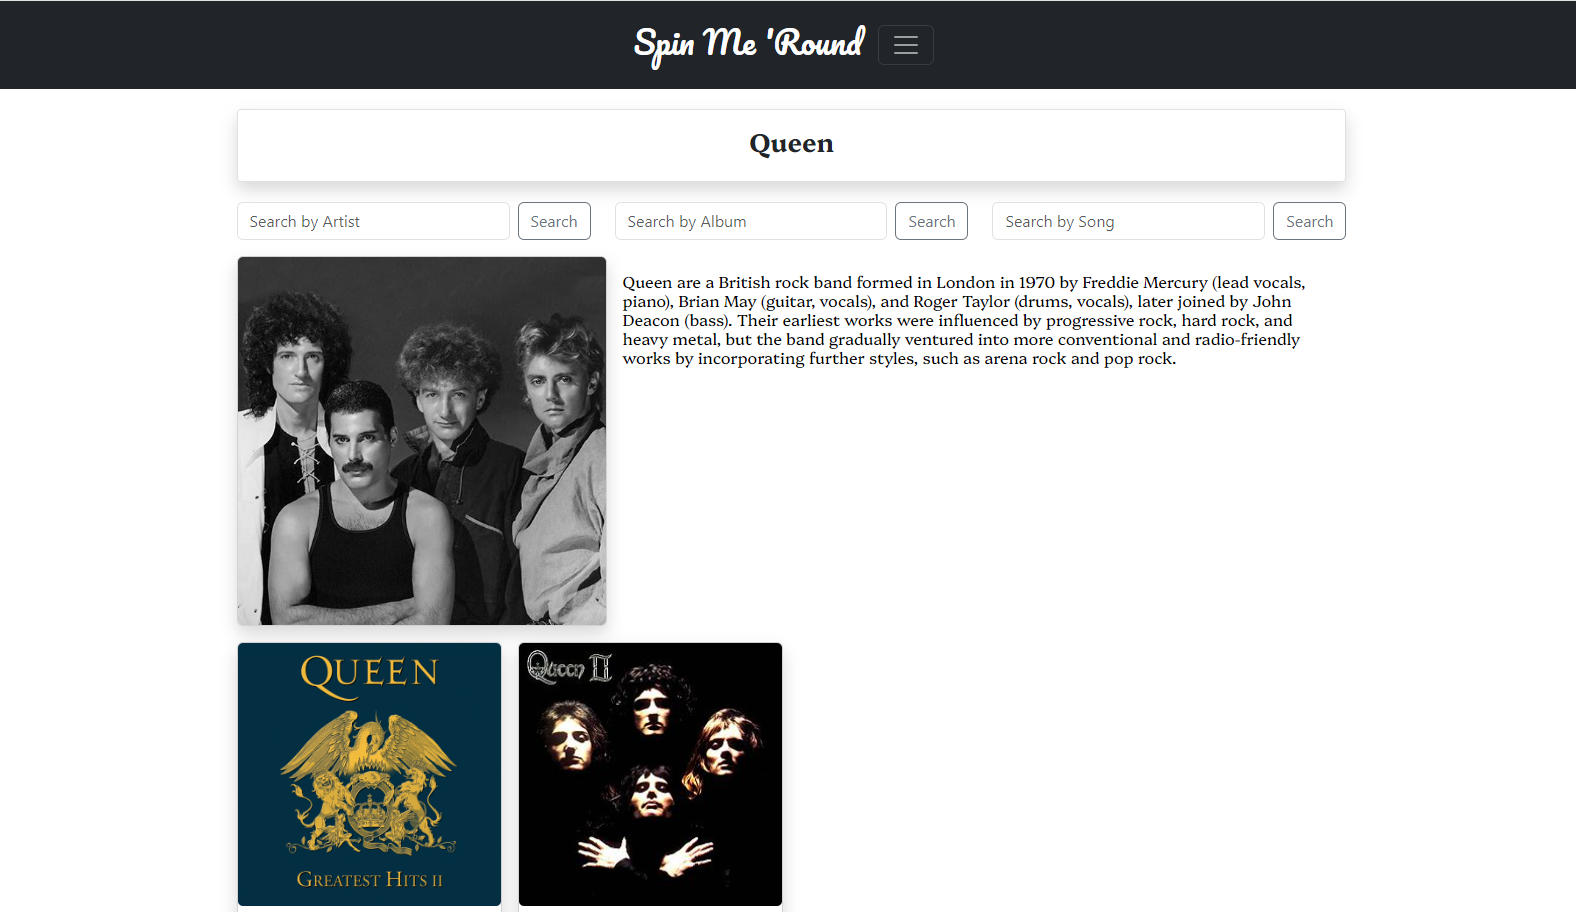 Spin Me 'Round
Queen
Search by Artist Search Search by Album Search Search by Song Search
Queen are a British rock band formed in London in 1970 by Freddie Mercury (lead vocals,
piano), Brian May (guitar, vocals), and Roger Taylor (drums, vocals), later joined by John
Deacon (bass). Their earliest works were influenced by progressive rock, hard rock, and
heavy metal, but the band gradually ventured into more conventional and radio-friendly
works by incorporating further styles, such as arena rock and pop rock.
QUEEN
GREATEST HITS II
Queen II